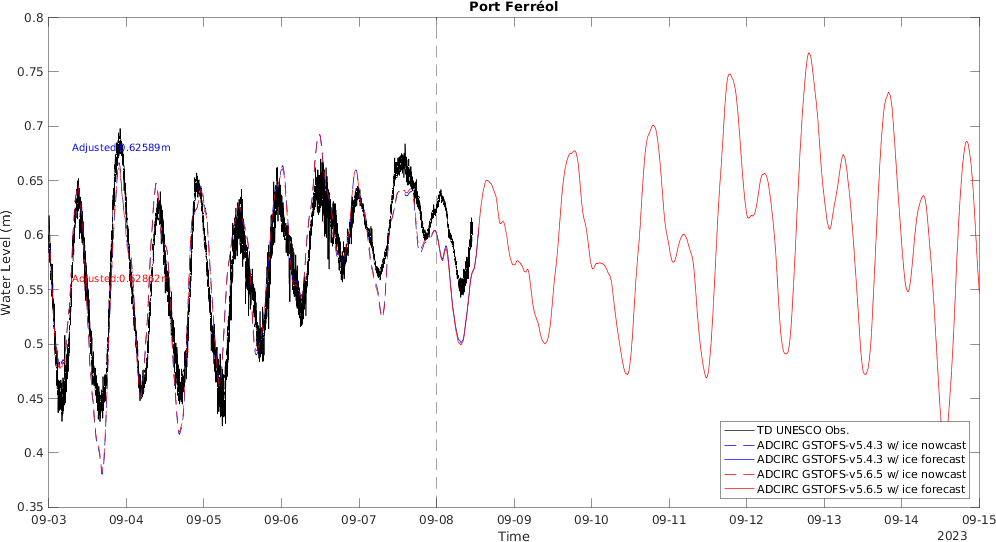 Port Ferréol
0.8
0.75
0.7
0.65
0.6
0.55
0.5
0.45
0.4
0.35
Water Level (m)
Adjusted:0.62589m
TD UNESCO Obs.
ADCIRC GSTOFS-v5.4.3 w/ ice nowcast
ADCIRC GSTOFS-v5.4.3 w/ ice forecast
ADCIRC GSTOFS-v5.6.5 w/ ice nowcast
ADCIRC GSTOFS-v5.6.5 w/ ice forecast
09-03
09-04
09-05
09-06
09-07
09-08
09-09
09-10
09-11
09-12
09-13
09-14
09-15
Time
2023